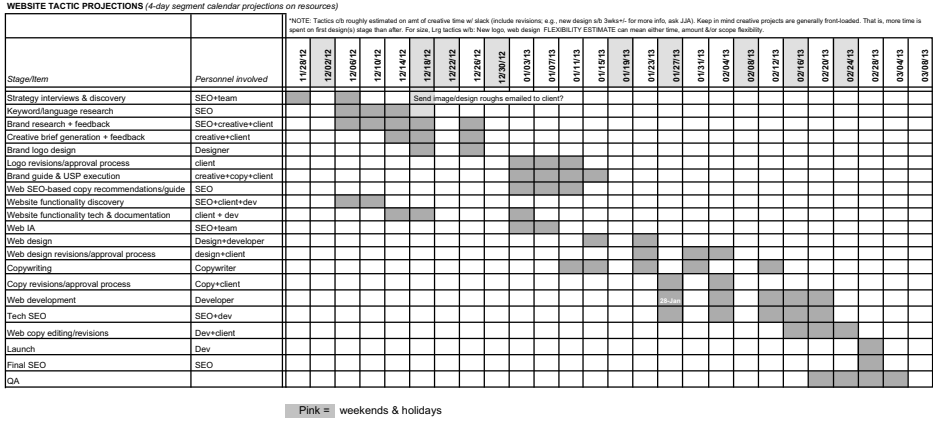 WEBSITE TACTIC PROJECTIONS (4-day segment calendar projections on resources)
*NOTE: Tactics c/b roughly estimated on amt of creative time w/ slack (include revisions; e.g., new design s/b 3wks+/- for more info, ask JJA). Keep in mind creative projects are generally front-loaded. That is, more time is
spent on first design(s) stage than after. For size, Lrg tactics w/b: New logo, web design FLEXIBILITY ESTIMATE can mean either time, amount &/or scope flexibility.
Stage/Item Personnel involved 11/28/12 12/02/12 12/06/12 12/10/12 12/14/12 12/18/12 12/22/12 12/26/12 12/30/12 01/03/13 01/07/13 01/11/13 01/15/13 01/19/13 01/23/13 01/27/13 01/31/13 02/04/13 02/08/13 02/12/13 02/16/13 02/20/13 02/24/13 02/28/13 03/04/13 03/08/13
Strategy interviews & discovery SEO+team Send image/design roughs emailed to client?
Keyword/language research SEO
Brand research + feedback SEO+creative+client
Creative brief generation + feedback creative+client
Brand logo design Designer
Logo revisions/approval process client
Brand guide & USP execution creative+copy+client
Web SEO-based copy recommendations/guide SEO
Website functionality discovery SEO+client+dev
Website functionality tech & documentation client + dev
Web IA SEO+team
Web design Design+developer
Web design revisions/approval process design+client
Copywriting Copywriter
Copy revisions/approval process Copy+client
Web development Developer 28-Jan
Tech SEO SEO+dev
Web copy editing/revisions Dev+client
Launch Dev
Final SEO SEO
QA
Pink = weekends & holidays